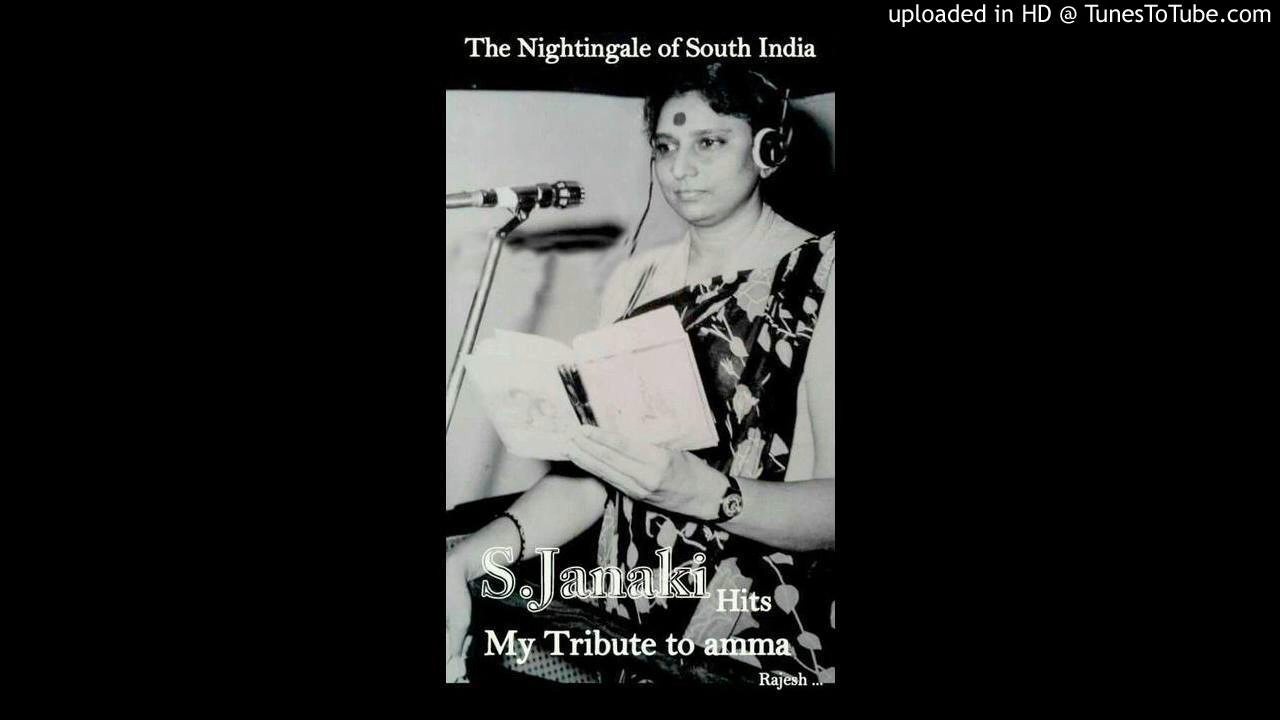 uploaded in HD @ TunesToTube.com
The Nightingale of South India
S.Janaki Hits
My Tribute to amma
Rajesh ...